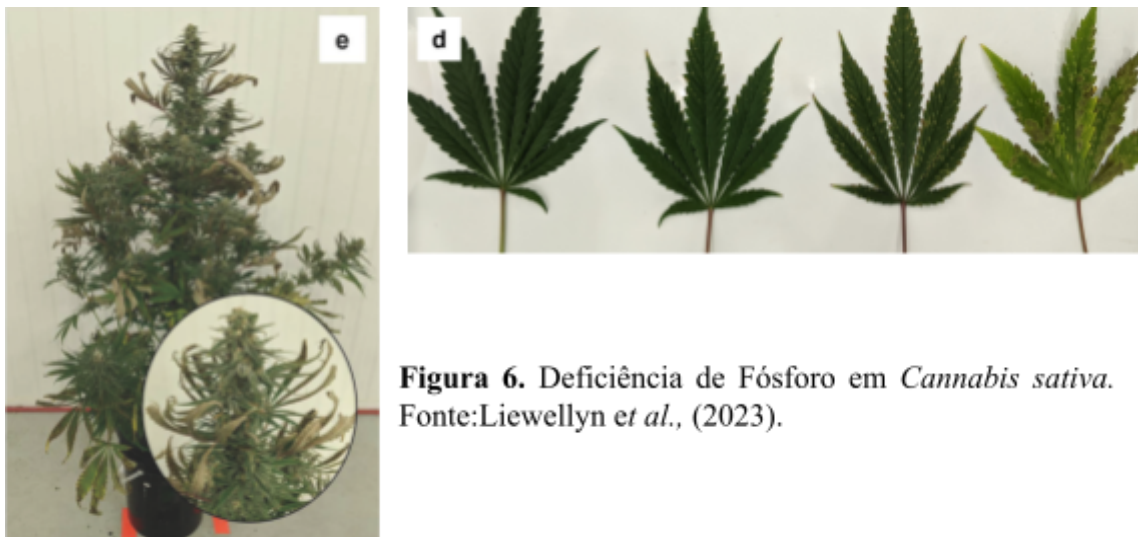 e
d
Figura 6. Deficiência de Fósforo em Cannabis sativa.
Fonte:Liewellyn et al., (2023).